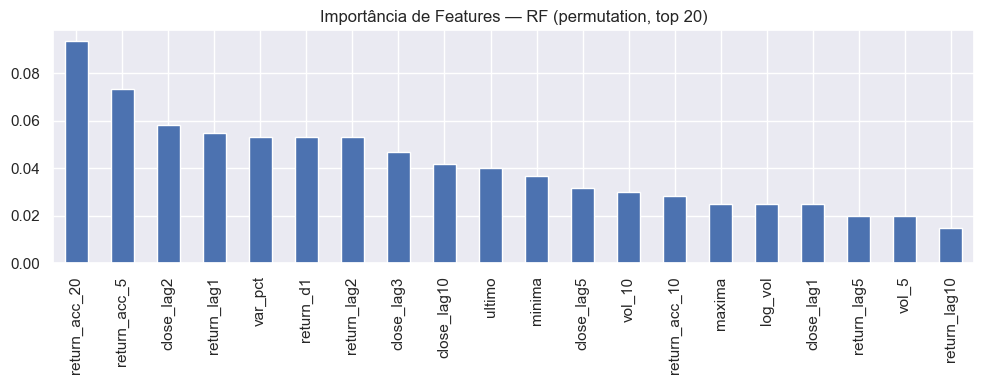 Importância de Features — RF (permutation, top 20)
0.08
0.06
0.04
0.02
0.00
return_acc_20
return_acc_5
close_lag2
return_lag1
var_pct
return_d1
return_lag2
close_lag3
close_lag10
ultimo
minima
close_lag5
vol_10
return_acc_10
maxima
log_vol
close_lag1
return_lag5
vol_5
return_lag10